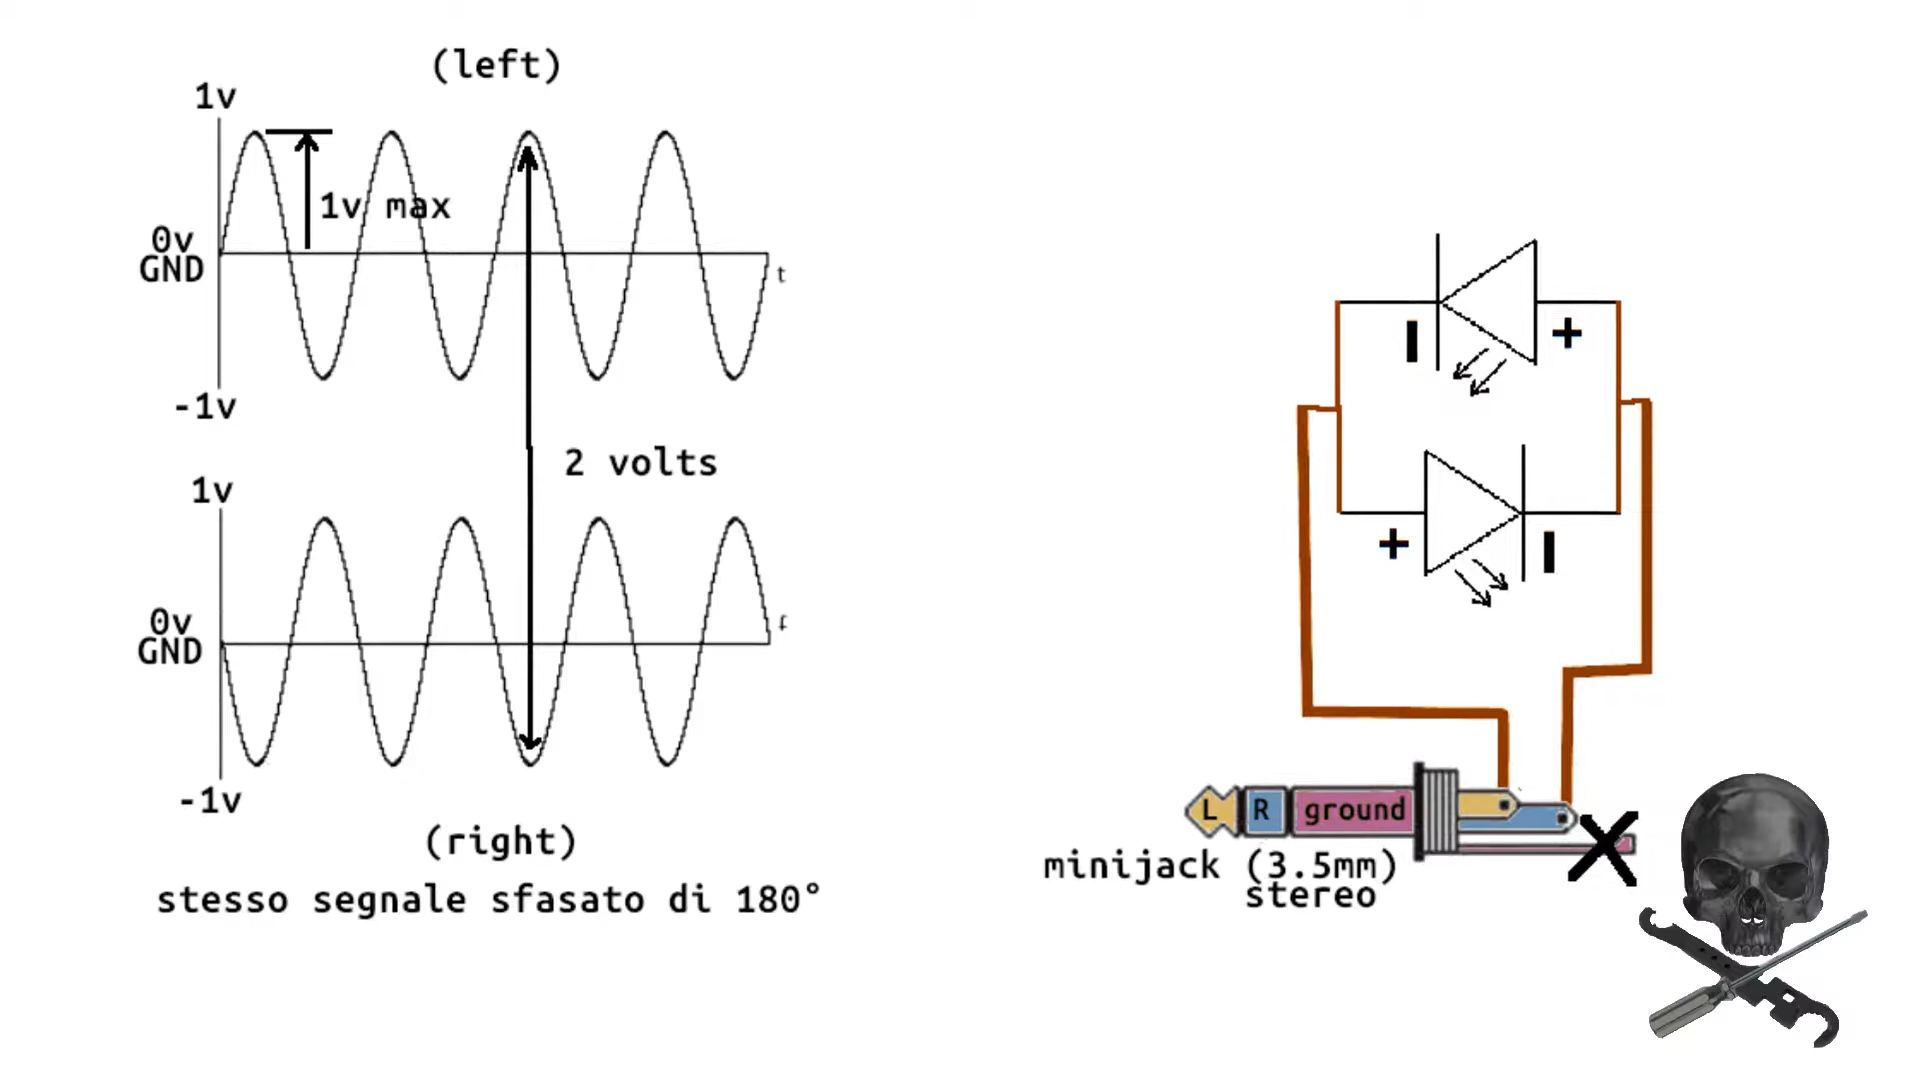 (left)
1v
1v max
0v
GND
t
-1v
2 volts
1v
0v
GND
-1v
(right)
stesso segnale sfasato di 180°
- +
+ -
L R ground
minijack (3.5mm)
stereo